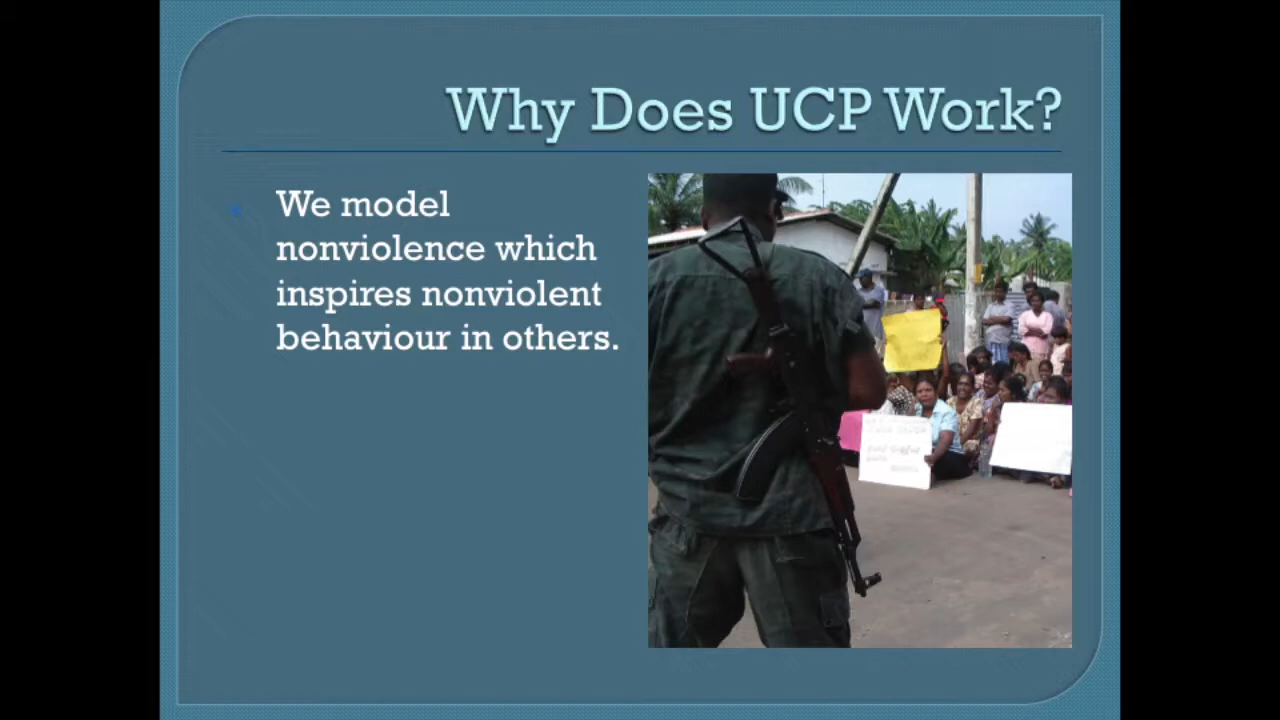 Why Does UCP Work?
We model
nonviolence which
inspires nonviolent
behaviour in others.